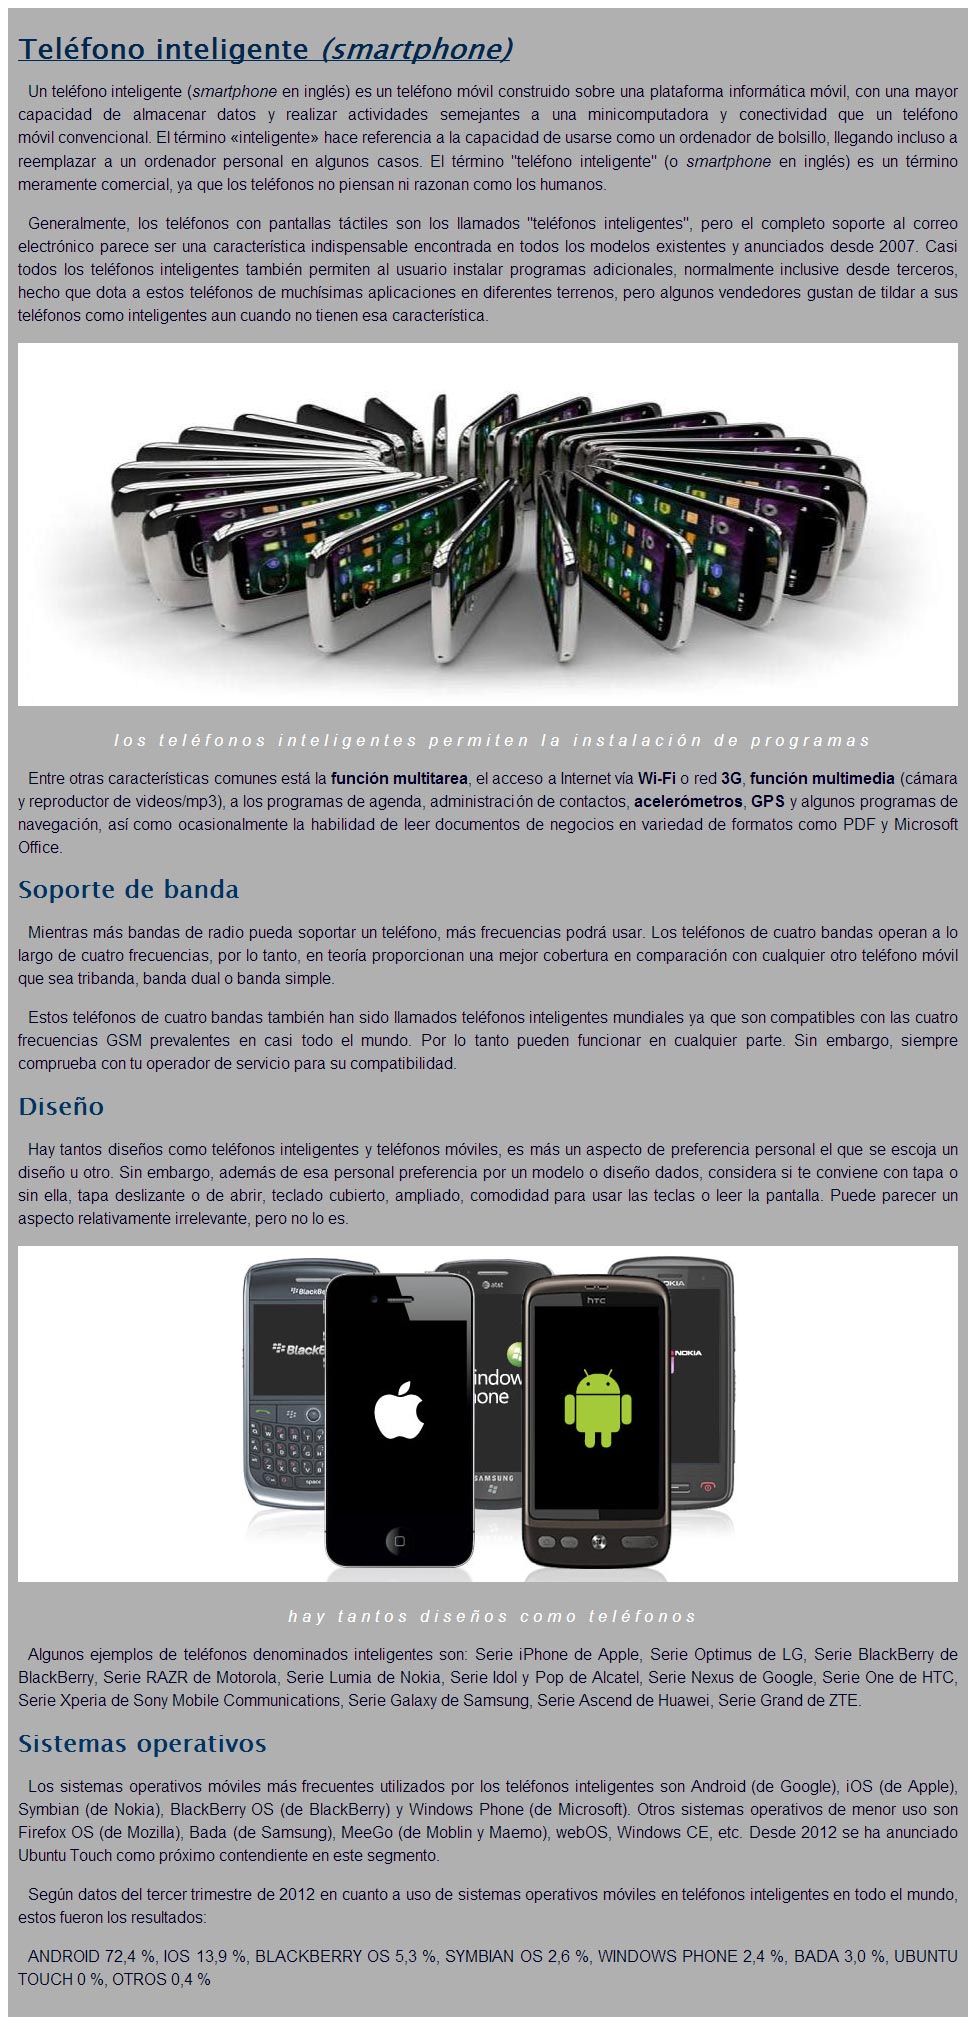 Teléfono inteligente (smartphone)
Un teléfono inteligente (smartphone en inglés) es un teléfono móvil construido sobre una plataforma informática móvil, con una mayor
capacidad de almacenar datos y realizar actividades semejantes a una minicomputadora y conectividad que un teléfono
móvil convencional. El término «inteligente» hace referencia a la capacidad de usarse como un ordenador de bolsillo, llegando incluso a
reemplazar a un ordenador personal en algunos casos. El término "teléfono inteligente" (o smartphone en inglés) es un término
meramente comercial, ya que los teléfonos no piensan ni razonan como los humanos.
Generalmente, los teléfonos con pantallas táctiles son los llamados "teléfonos inteligentes", pero el completo soporte al correo
electrónico parece ser una característica indispensable encontrada en todos los modelos existentes y anunciados desde 2007. Casi
todos los teléfonos inteligentes también permiten al usuario instalar programas adicionales, normalmente inclusive desde terceros,
hecho que dota a estos teléfonos de muchísimas aplicaciones en diferentes terrenos, pero algunos vendedores gustan de tildar a sus
teléfonos como inteligentes aun cuando no tienen esa característica.
los teléfonos inteligentes permiten la instalación de programas
Entre otras características comunes está la función multitarea, el acceso a Internet vía Wi-Fi o red 3G, función multimedia (cámara
y reproductor de videos/mp3), a los programas de agenda, administración de contactos, acelerómetros, GPS y algunos programas de
navegación, así como ocasionalmente la habilidad de leer documentos de negocios en variedad de formatos como PDF y Microsoft
Office.
Soporte de banda
Mientras más bandas de radio pueda soportar un teléfono, más frecuencias podrá usar. Los teléfonos de cuatro bandas operan a lo
largo de cuatro frecuencias, por lo tanto, en teoría proporcionan una mejor cobertura en comparación con cualquier otro teléfono móvil
que sea tribanda, banda dual o banda simple.
Estos teléfonos de cuatro bandas también han sido llamados teléfonos inteligentes mundiales ya que son compatibles con las cuatro
frecuencias GSM prevalentes en casi todo el mundo. Por lo tanto pueden funcionar en cualquier parte. Sin embargo, siempre
comprueba con tu operador de servicio para su compatibilidad.
Diseño
Hay tantos diseños como teléfonos inteligentes y teléfonos móviles, es más un aspecto de preferencia personal el que se escoja un
diseño u otro. Sin embargo, además de esa personal preferencia por un modelo o diseño dados, considera si te conviene con tapa o
sin ella, tapa deslizante o de abrir, teclado cubierto, ampliado, comodidad para usar las teclas o leer la pantalla. Puede parecer un
aspecto relativamente irrelevante, pero no lo es.
BlackBe
at&t
hTC
OKIA
BlackB
indow
hone
NOKIA
SAMSUNG
hay tantos diseños como teléfonos
Algunos ejemplos de teléfonos denominados inteligentes son: Serie iPhone de Apple, Serie Optimus de LG, Serie BlackBerry de
BlackBerry, Serie RAZR de Motorola, Serie Lumia de Nokia, Serie Idol y Pop de Alcatel, Serie Nexus de Google, Serie One de HTC,
Serie Xperia de Sony Mobile Communications, Serie Galaxy de Samsung, Serie Ascend de Huawei, Serie Grand de ZTE.
Sistemas operativos
Los sistemas operativos móviles más frecuentes utilizados por los teléfonos inteligentes son Android (de Google), iOS (de Apple),
Symbian (de Nokia), BlackBerry OS (de BlackBerry) y Windows Phone (de Microsoft). Otros sistemas operativos de menor uso son
Firefox OS (de Mozilla), Bada (de Samsung), MeeGo (de Moblin y Maemo), webOS, Windows CE, etc. Desde 2012 se ha anunciado
Ubuntu Touch como próximo contendiente en este segmento.
Según datos del tercer trimestre de 2012 en cuanto a uso de sistemas operativos móviles en teléfonos inteligentes en todo el mundo,
estos fueron los resultados:
ANDROID 72,4 %, IOS 13,9 %, BLACKBERRY OS 5,3 %, SYMBIAN OS 2,6 %, WINDOWS PHONE 2,4 %, BADA 3,0 %, UBUNTU
TOUCH 0 %, OTROS 0,4 %